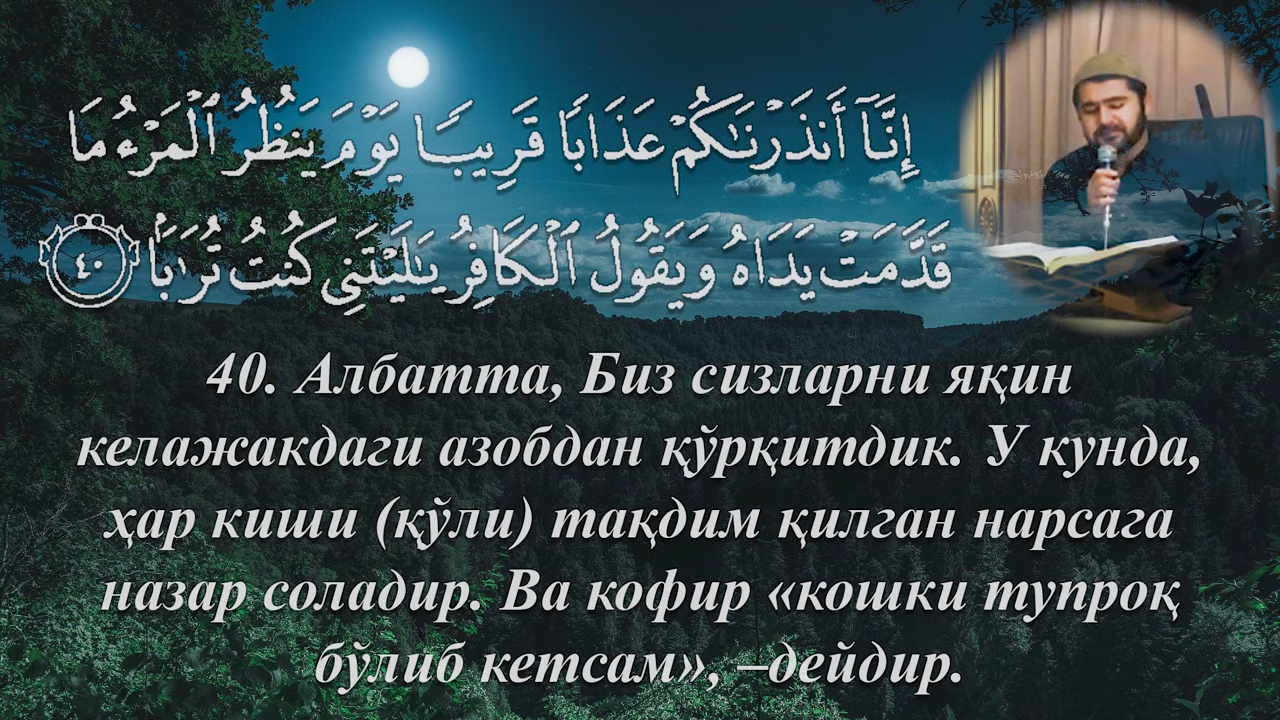 إِنَّآ أَنذَرْنَـٰكُمْ عَذَابًا قَرِيبًا يَوْمَ يَنظُرُ ٱلْمَرْءُ مَا
قَدَّمَتْ يَدَاهُ وَيَقُولُ ٱلْكَافِرُ يَـٰلَيْتَنِى كُنتُ تُرَٰبًۢا ٤٠
40. Албатта, Биз сизларни яқин
келажакдаги азобдан қўрқитдик. У кунда,
ҳар киши (қўли) тақдим қилган нарсага
назар соладир. Ва кофир «кошки тупроқ
бўлиб кетсам», –дейдир.